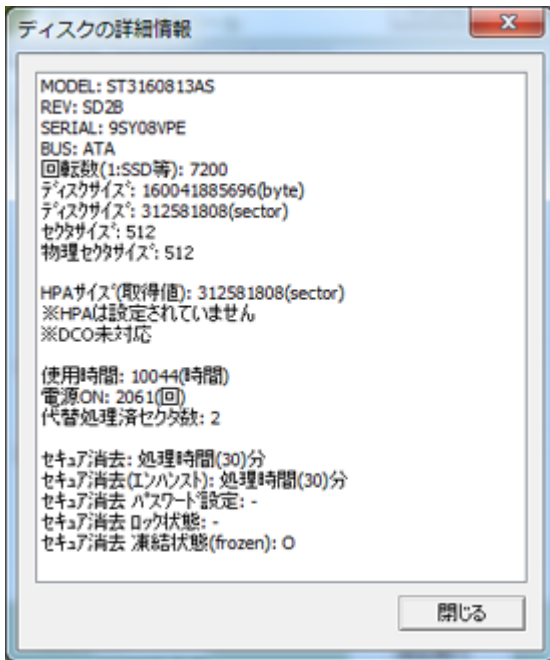 ディスクの詳細情報
MODEL: ST3160813AS
REV: SD2B
SERIAL: 9SY08VPE
BUS: ATA
回転数(1:SSD等): 7200
ディスクサイズ: 160041885696(byte)
ディスクサイズ: 312581808(sector)
セクタサイズ: 512
物理セクタサイズ: 512
HPAサイズ(取得値): 312581808(sector)
※HPAは設定されていません
※DCO未対応
使用時間: 10044(時間)
電源ON: 2061(回)
代替処理済セクタ数: 2
セキュア消去: 処理時間(30)分
セキュア消去(エンハンスト): 処理時間(30)分
セキュア消去 パスワード設定: -
セキュア消去 ロック状態: -
セキュア消去 凍結状態(frozen): O
閉じる